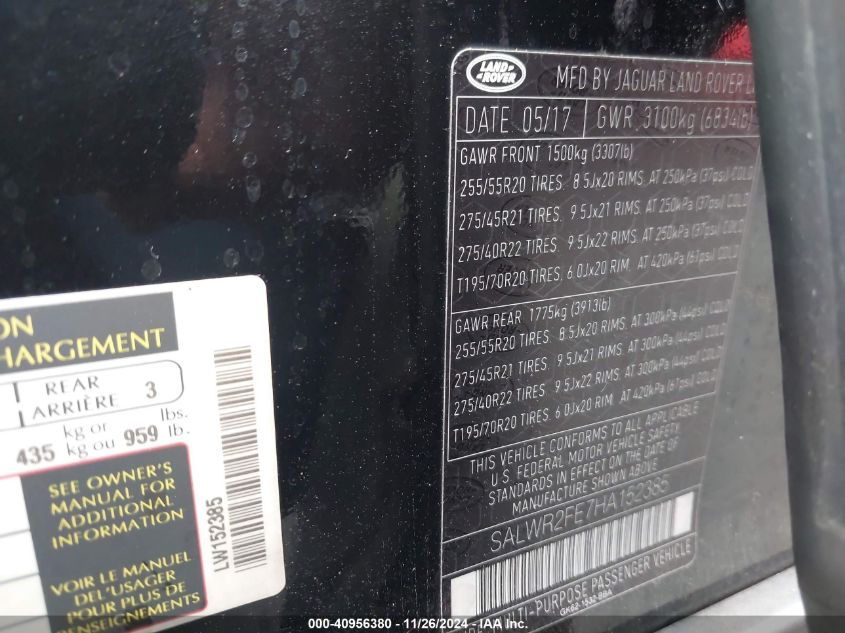 ON
HARGEMENT
REAR
ARRIÈRE 3
435 kg or kg ou 959 lbs. lb.
SEE OWNER'S
MANUAL FOR
ADDITIONAL
INFORMATION
VOIR LE MANUEL
DE L'USAGER
POUR PLUS DE
RENSEIGNEMENTS
LW152385
LAND ROVER
MFD BY JAGUAR LAND ROVER
DATE 05/17 GWR 3100kg (6834lb)
GAWR FRONT 1500kg (3307lb)
255/55R20 TIRES. 8.5Jx20 RIMS. AT 250kPa (37psi) COLD
275/45R21 TIRES. 9.5Jx21 RIMS. AT 250kPa (37psi) COLD
275/40R22 TIRES. 9.5Jx22 RIMS. AT 250kPa (37psi) COLD
T195/70R20 TIRES. 6.0Jx20 RIM. AT 420kPa (61psi) COLD
GAWR REAR 1775kg (3913lb)
255/55R20 TIRES. 8.5Jx20 RIMS. AT 300kPa (44psi) COLD
275/45R21 TIRES. 9.5Jx21 RIMS. AT 300kPa (44psi) COLD
275/40R22 TIRES. 9.5Jx22 RIMS. AT 300kPa (44psi) COLD
T195/70R20 TIRES. 6.0Jx20 RIM. AT 420kPa (61psi) COLD
THIS VEHICLE CONFORMS TO ALL APPLICABLE
U.S. FEDERAL MOTOR VEHICLE SAFETY
STANDARDS IN EFFECT ON THE DATE OF
MANUFACTURE SHOWN ABOVE
SALWR2FE7HA152385
MULTI-PURPOSE PASSENGER VEHICLE
000-40956380 - 11/26/2024 - IAAI.com